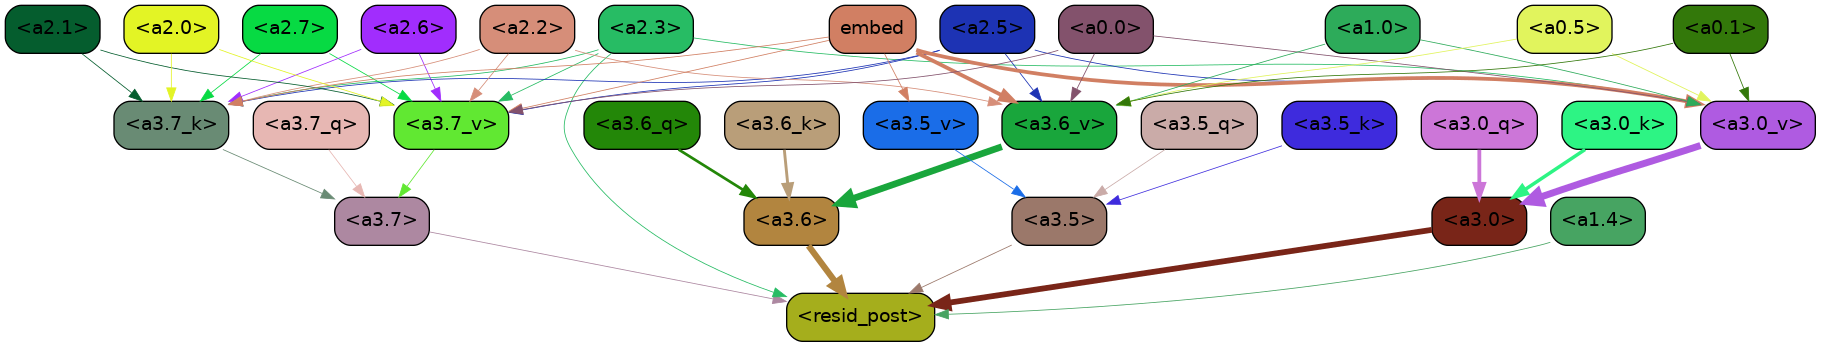 <a2.1> <a2.0> <a2.7> <a2.6> <a2.2> <a2.3> embed <a2.5> <a0.0> <a1.0> <a0.5> <a0.1>
<a3.7_k> <a3.7_q> <a3.7_v> <a3.6_q> <a3.6_k> <a3.5_v> <a3.6_v> <a3.5_q> <a3.5_k> <a3.0_q> <a3.0_k> <a3.0_v>
<a3.7> <a3.6> <a3.5> <a3.0> <a1.4>
<resid_post>